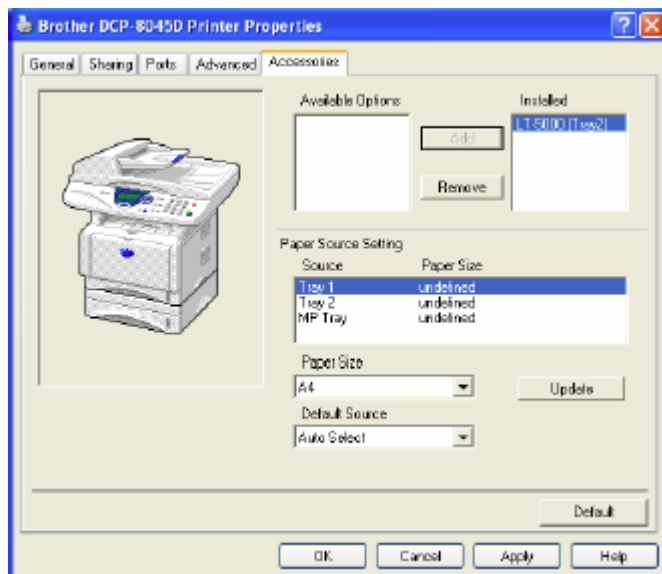 Brother DCP-8045D Printer Properties
General Sharing Ports Advanced Accessories
Available Options
Installed
Add
LT-5000 (Tray2)
Remove
Paper Source Setting
Source Paper Size
Tray 1 undefined
Tray 2 undefined
MP Tray undefined
Paper Size
A4
Update
Default Source
Auto Select
Default
OK Cancel Apply Help